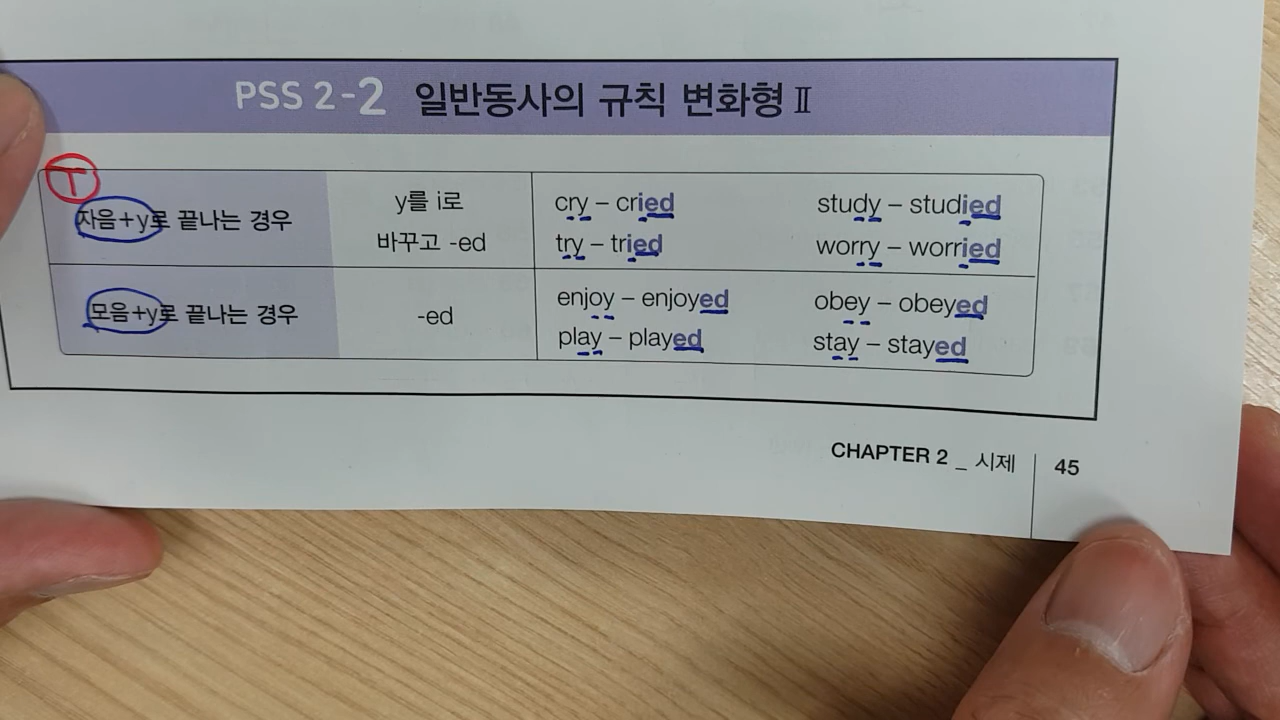 PSS 2-2 일반동사의 규칙 변화형 Ⅱ
T
자음+y로 끝나는 경우
y를 i로
바꾸고 -ed
cry – cried
study – studied
try – tried
worry – worried
모음+y로 끝나는 경우
-ed
enjoy – enjoyed
obey – obeyed
play – played
stay – stayed
CHAPTER 2 _ 시제 45